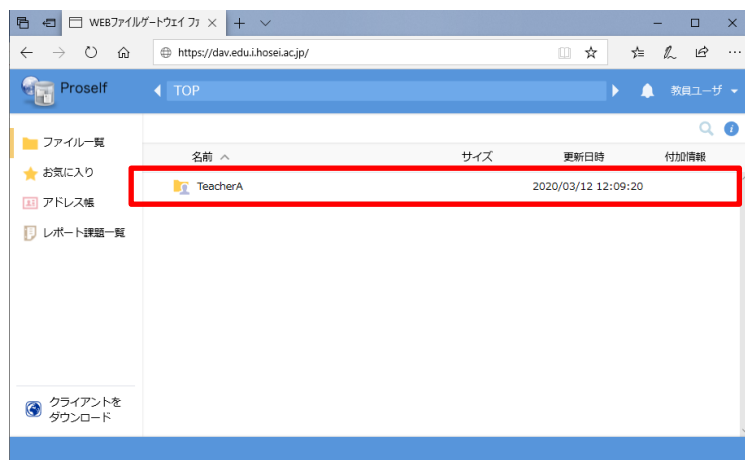 WEBファイルゲートウエイ ファ
https://dav.edu.i.hosei.ac.jp/
Proself
TOP
教員ユーザ
ファイル一覧
お気に入り
アドレス帳
レポート課題一覧
名前 サイズ 更新日時 付加情報
TeacherA 2020/03/12 12:09:20
クライアントを
ダウンロード